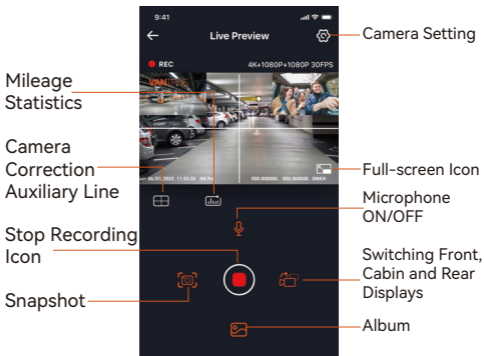 9:41
Live Preview
Camera Setting
REC
4K+1080P+1080P 30FPS
Mileage
Statistics
Camera
Correction
Auxiliary Line
Full-screen Icon
Microphone
ON/OFF
Stop Recording
Icon
Switching Front,
Cabin and Rear
Displays
Snapshot
Album